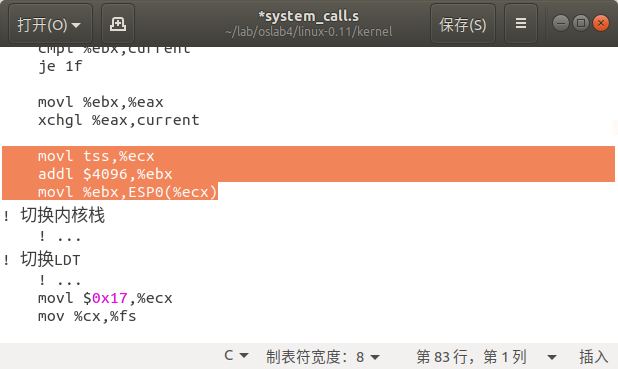 打开(O)
*system_call.s
~/lab/oslab4/linux-0.11/kernel
保存(S)
cmpl %ebx,current
je 1f
movl %ebx,%eax
xchgl %eax,current
movl tss,%ecx
addl $4096,%ebx
movl %ebx,ESP0(%ecx)
! 切换内核栈
! ...
! 切换LDT
! ...
movl $0x17,%ecx
mov %cx,%fs
C 制表符宽度：8 第 83 行，第 1 列 插入